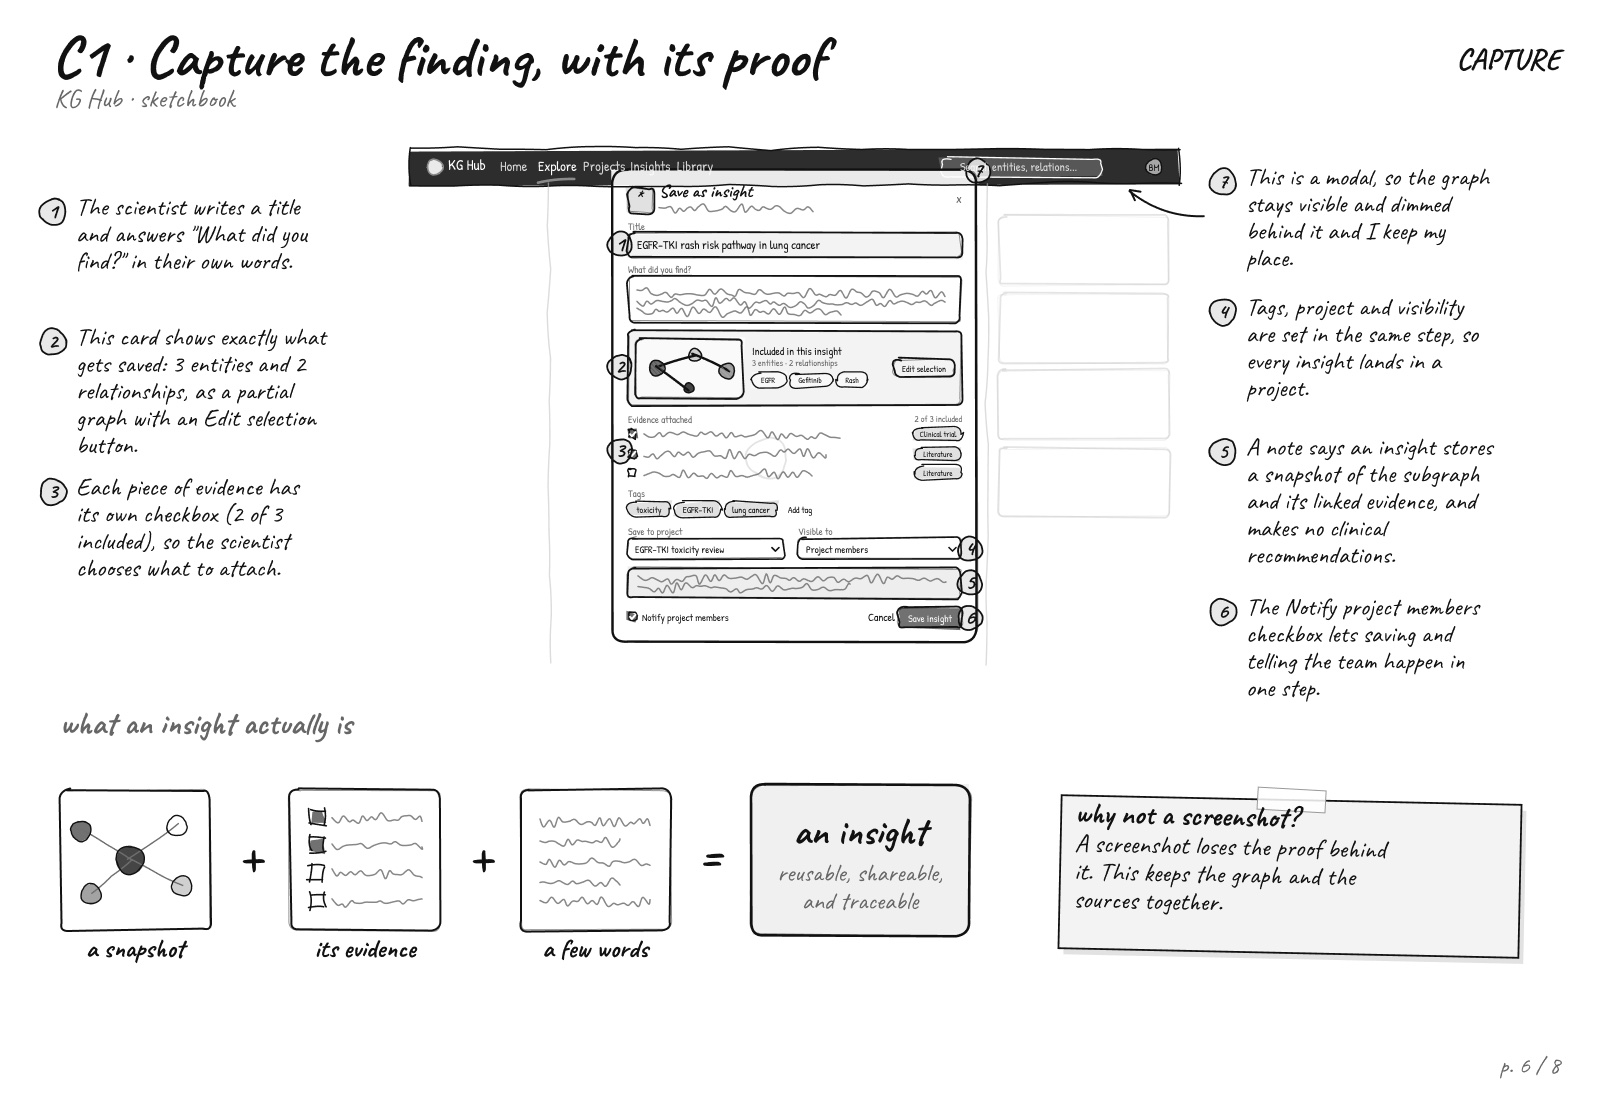 C1 · Capture the finding, with its proof
CAPTURE
KG Hub · sketchbook
KG Hub Home Explore Projects Insights Library
entities, relations...
BM
7
Save as insight
x
Title
1
EGFR-TKI rash risk pathway in lung cancer
What did you find?
2
Included in this insight
3 entities · 2 relationships
EGFR Gefitinib Rash
Edit selection
Evidence attached
2 of 3 included
3
Clinical trial
Literature
Literature
Tags
toxicity EGFR-TKI lung cancer Add tag
Save to project
Visible to
EGFR-TKI toxicity review
Project members
4
5
Notify project members
Cancel
Save insight
6
1
The scientist writes a title
and answers "What did you
find?" in their own words.
2
This card shows exactly what
gets saved: 3 entities and 2
relationships, as a partial
graph with an Edit selection
button.
3
Each piece of evidence has
its own checkbox (2 of 3
included), so the scientist
chooses what to attach.
7
This is a modal, so the graph
stays visible and dimmed
behind it and I keep my
place.
4
Tags, project and visibility
are set in the same step, so
every insight lands in a
project.
5
A note says an insight stores
a snapshot of the subgraph
and its linked evidence, and
makes no clinical
recommendations.
6
The Notify project members
checkbox lets saving and
telling the team happen in
one step.
what an insight actually is
a snapshot
+
its evidence
+
a few words
=
an insight
reusable, shareable,
and traceable
why not a screenshot?
A screenshot loses the proof behind
it. This keeps the graph and the
sources together.
p. 6 / 8